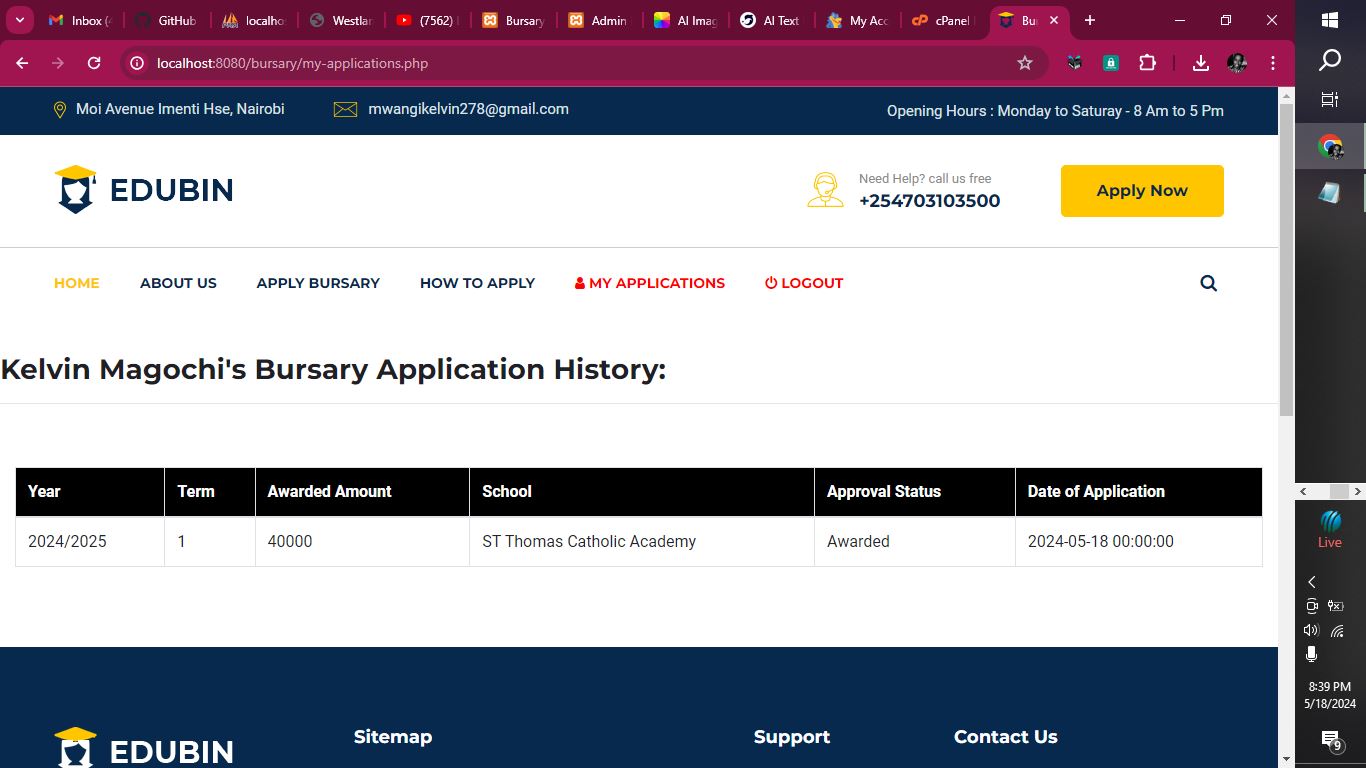 Inbox (4
GitHub
localho
Westlar
(7562)
Bursary
Admin
AI Imag
AI Text
My Acc
cPanel
Bu
localhost:8080/bursary/my-applications.php
Moi Avenue Imenti Hse, Nairobi
mwangikelvin278@gmail.com
Opening Hours : Monday to Saturay - 8 Am to 5 Pm
EDUBIN
Need Help? call us free
+254703103500
Apply Now
HOME ABOUT US APPLY BURSARY HOW TO APPLY MY APPLICATIONS LOGOUT
Kelvin Magochi's Bursary Application History:
Year Term Awarded Amount School Approval Status Date of Application
2024/2025 1 40000 ST Thomas Catholic Academy Awarded 2024-05-18 00:00:00
EDUBIN
Sitemap
Support
Contact Us
Live
8:39 PM
5/18/2024
9